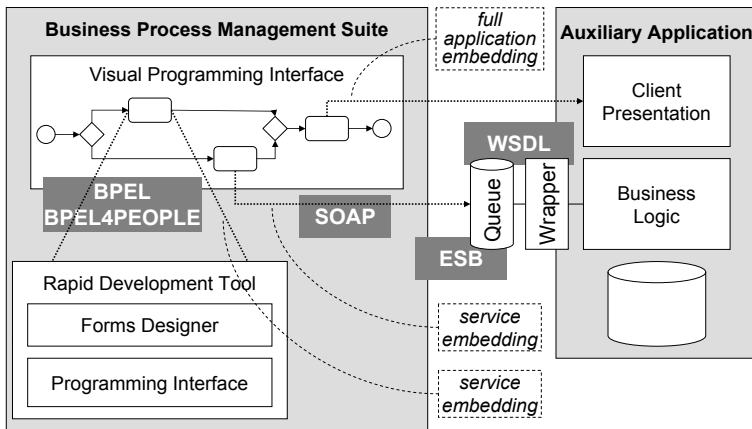 Business Process Management Suite
Visual Programming Interface
full
application
embedding
Auxiliary Application
Client
Presentation
WSDL
BPEL
BPEL4PEOPLE
SOAP
Queue
Wrapper
Business
Logic
ESB
Rapid Development Tool
Forms Designer
Programming Interface
service
embedding
service
embedding